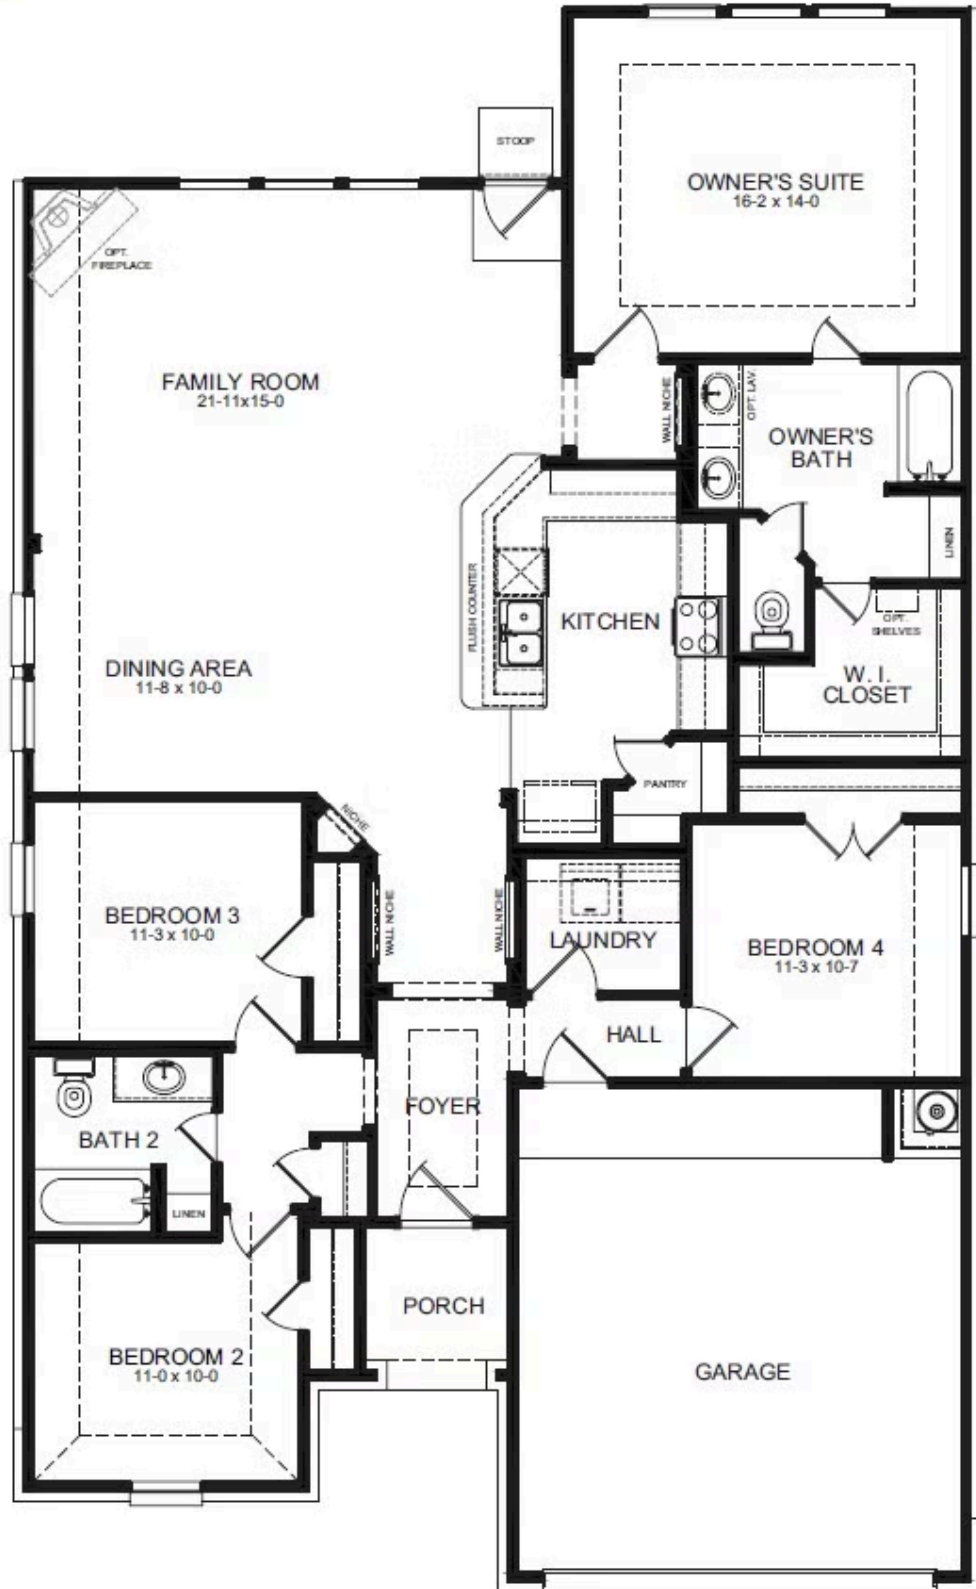 STOOP
OWNER'S SUITE
16-2 x 14-0
OPT.
FIREPLACE
FAMILY ROOM
21-11x15-0
WALL NICHE
OPT. LAV.
OWNER'S
BATH
LINEN
FLUSH COUNTER
KITCHEN
OPT.
SHELVES
DINING AREA
11-8 x 10-0
W. I.
CLOSET
PANTRY
NICHE
BEDROOM 3
11-3 x 10-0
WALL NICHE
WALL NICHE
LAUNDRY
BEDROOM 4
11-3 x 10-7
HALL
FOYER
BATH 2
LINEN
PORCH
BEDROOM 2
11-0 x 10-0
GARAGE